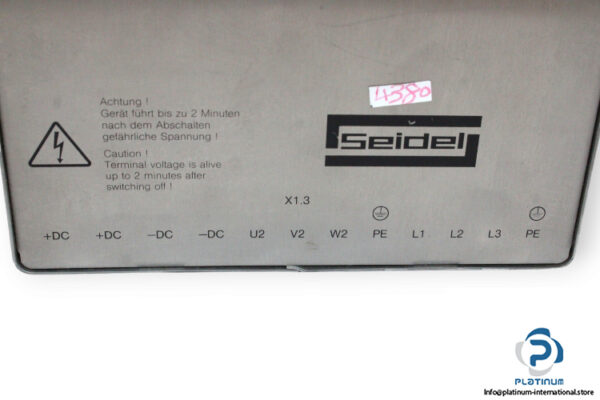 4380
Achtung !
Gerät führt bis zu 2 Minuten
nach dem Abschalten
gefährliche Spannung !
Caution !
Terminal voltage is alive
up to 2 minutes after
switching off !
Seidel
X1.3
+DC +DC −DC −DC U2 V2 W2 PE L1 L2 L3 PE
PLATINUM
Info@platinum-international.store